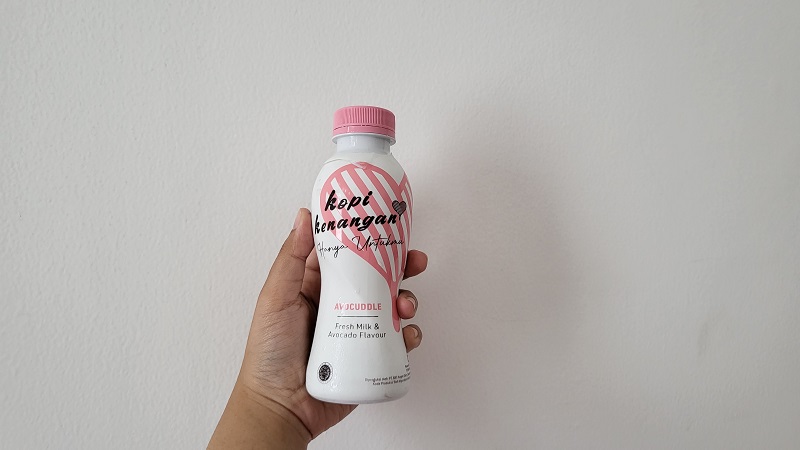 kopi
kenangan
Hanya Untukmu
AVOCUDDLE
Fresh Milk &
Avocado Flavour